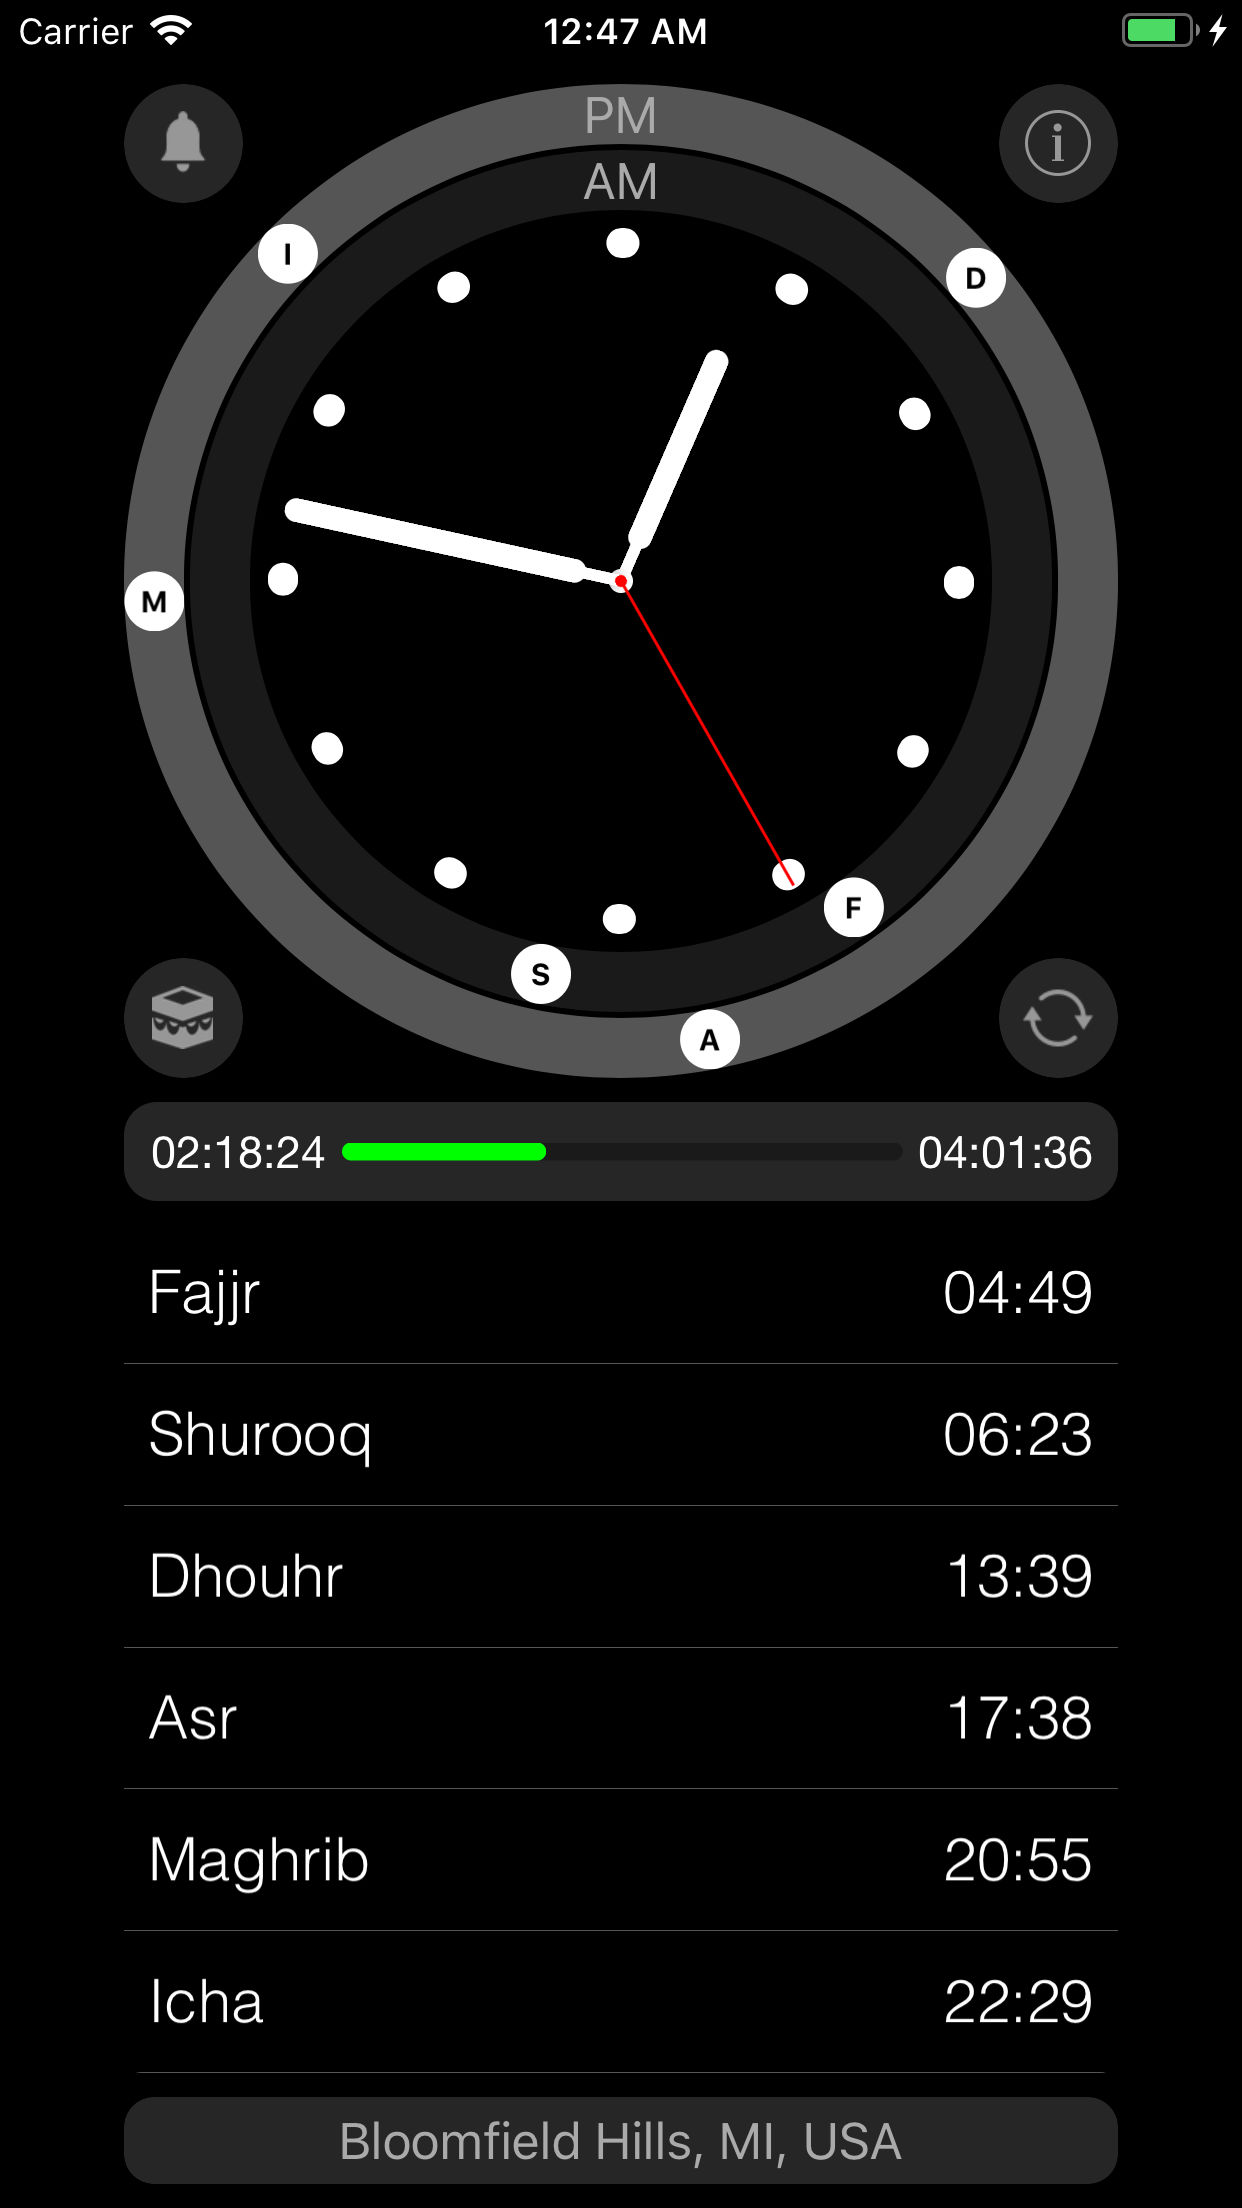 Carrier 12:47 AM
PM
AM
I
D
M
F
S
A
02:18:24 04:01:36
Fajjr 04:49
Shurooq 06:23
Dhouhr 13:39
Asr 17:38
Maghrib 20:55
Icha 22:29
Bloomfield Hills, MI, USA